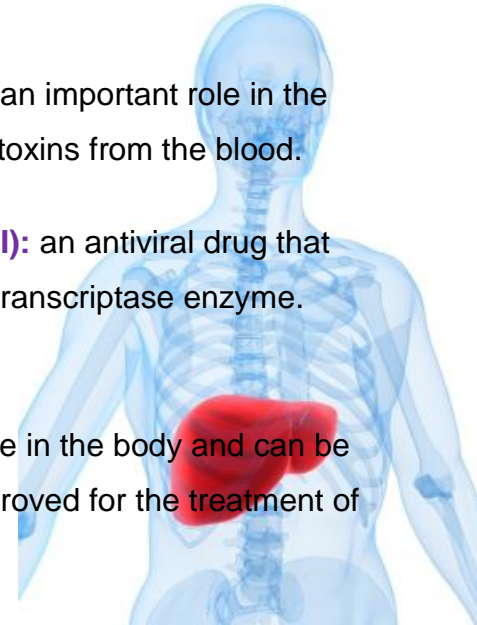 an important role in the
toxins from the blood.
I): an antiviral drug that
ranscriptase enzyme.
e in the body and can be
roved for the treatment of